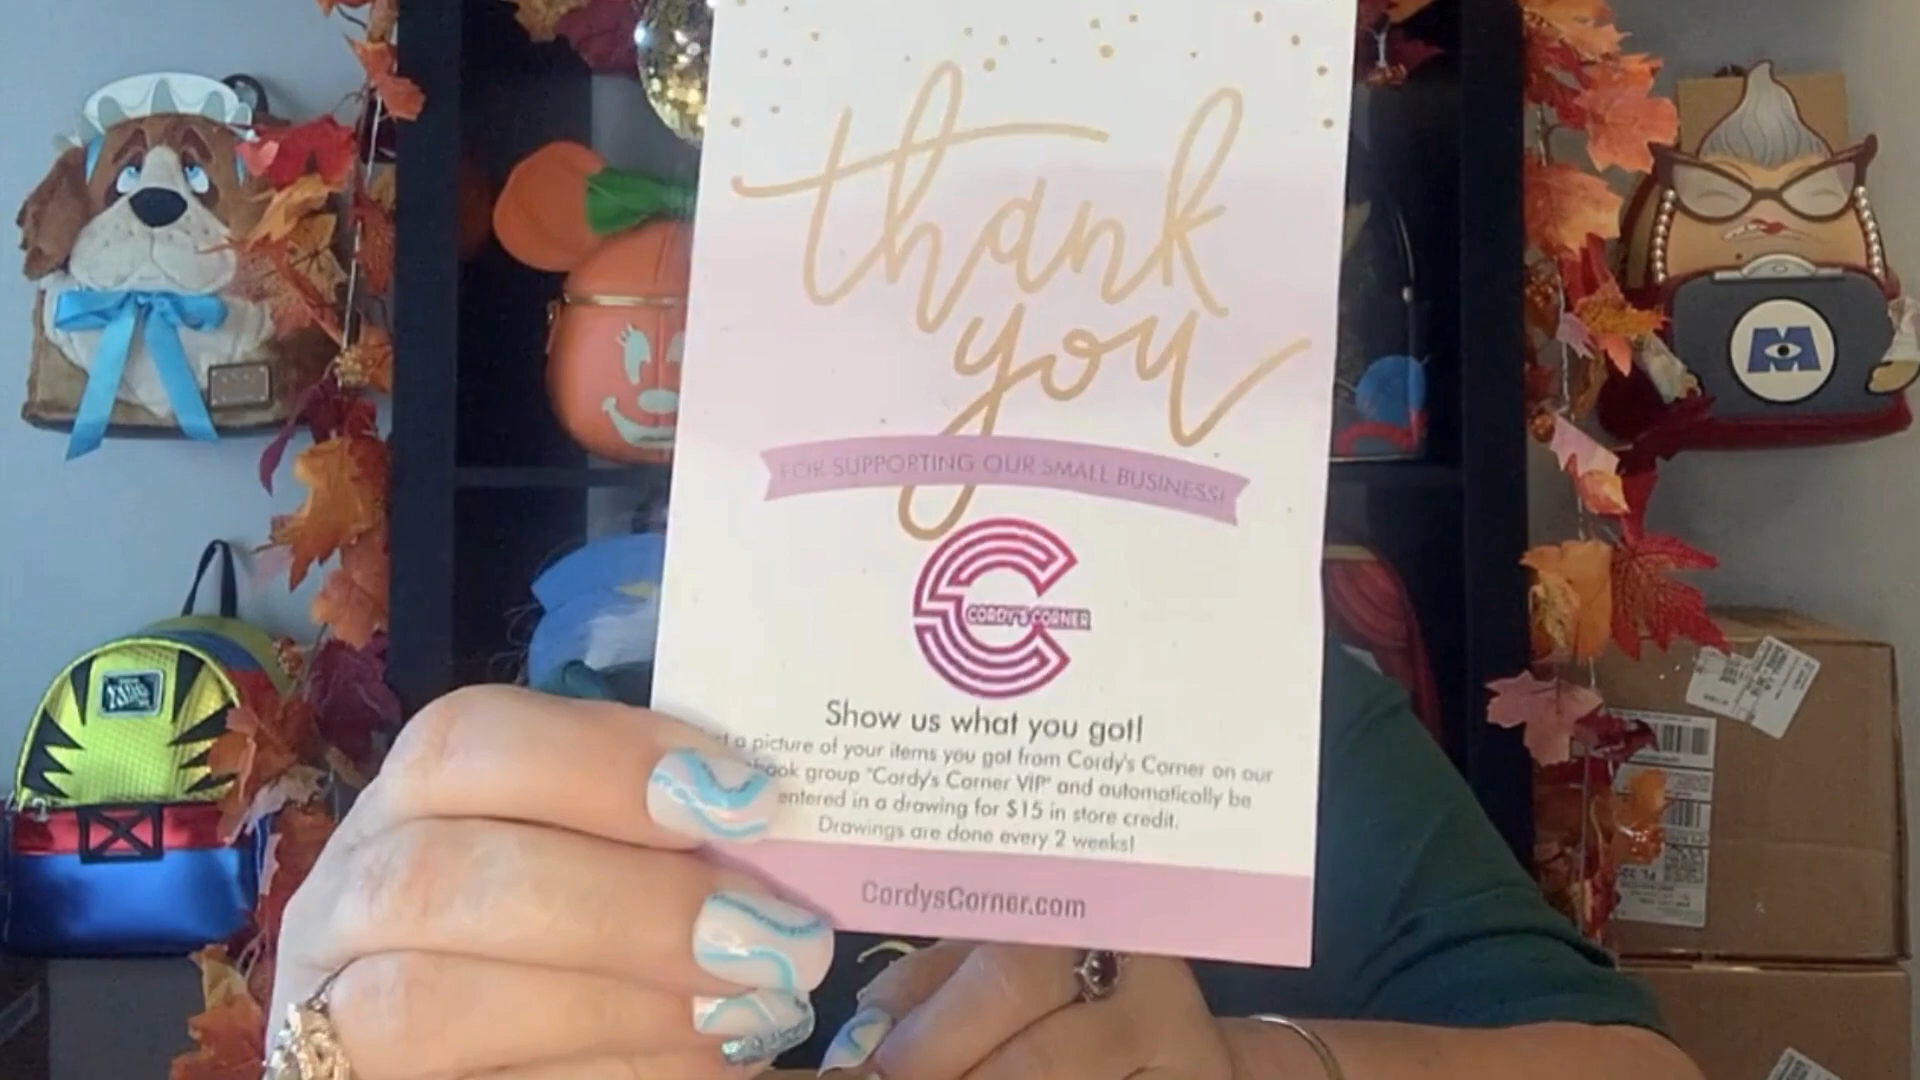 thank
you
FOR SUPPORTING OUR SMALL BUSINESS!
CORDY'S CORNER
Show us what you got!
a picture of your items you got from Cordy's Corner on our
book group "Cordy's Corner VIP" and automatically be
entered in a drawing for $15 in store credit.
Drawings are done every 2 weeks!
CordysCorner.com